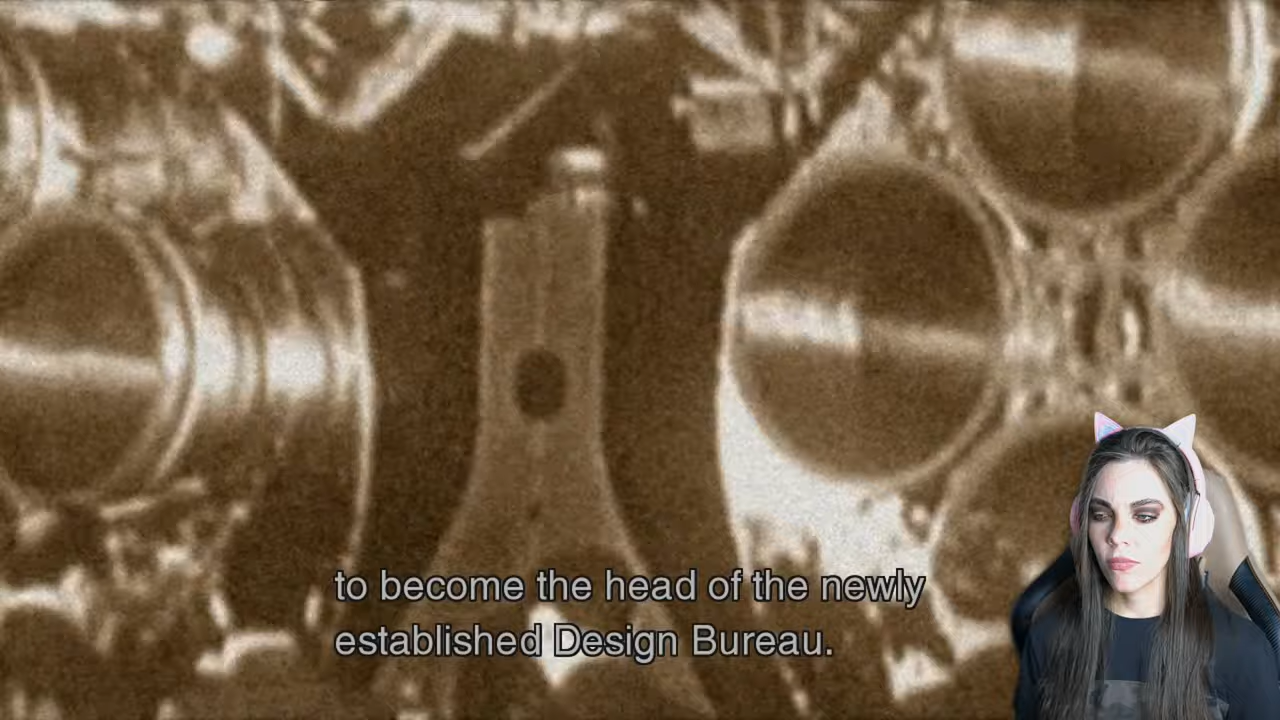 to become the head of the newly
established Design Bureau.